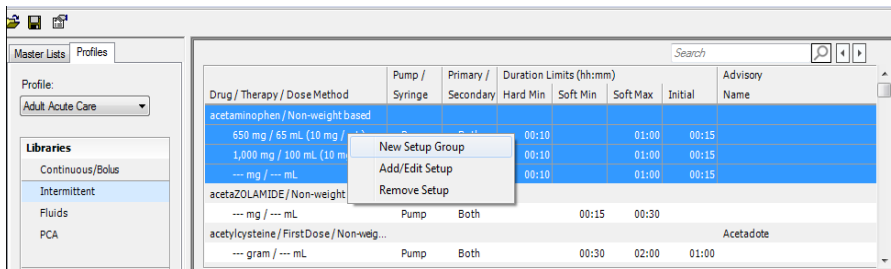 Master Lists Profiles
Search
Profile:
Adult Acute Care
Pump / Primary / Duration Limits (hh:mm) Advisory
Drug / Therapy / Dose Method Syringe Secondary Hard Min Soft Min Soft Max Initial Name
acetaminophen / Non-weight based
650 mg / 65 mL (10 mg / 00:10 01:00 00:15
Libraries
New Setup Group
1,000 mg / 100 mL (10 m 00:10 01:00 00:15
Continuous/Bolus
Add/Edit Setup
--- mg / --- mL 00:10 01:00 00:15
Intermittent
Remove Setup
acetaZOLAMIDE / Non-weight
Fluids
--- mg / --- mL Pump Both 00:15 00:30
PCA
acetylcysteine / First Dose / Non-weig... Acetadote
--- gram / --- mL Pump Both 00:30 02:00 01:00